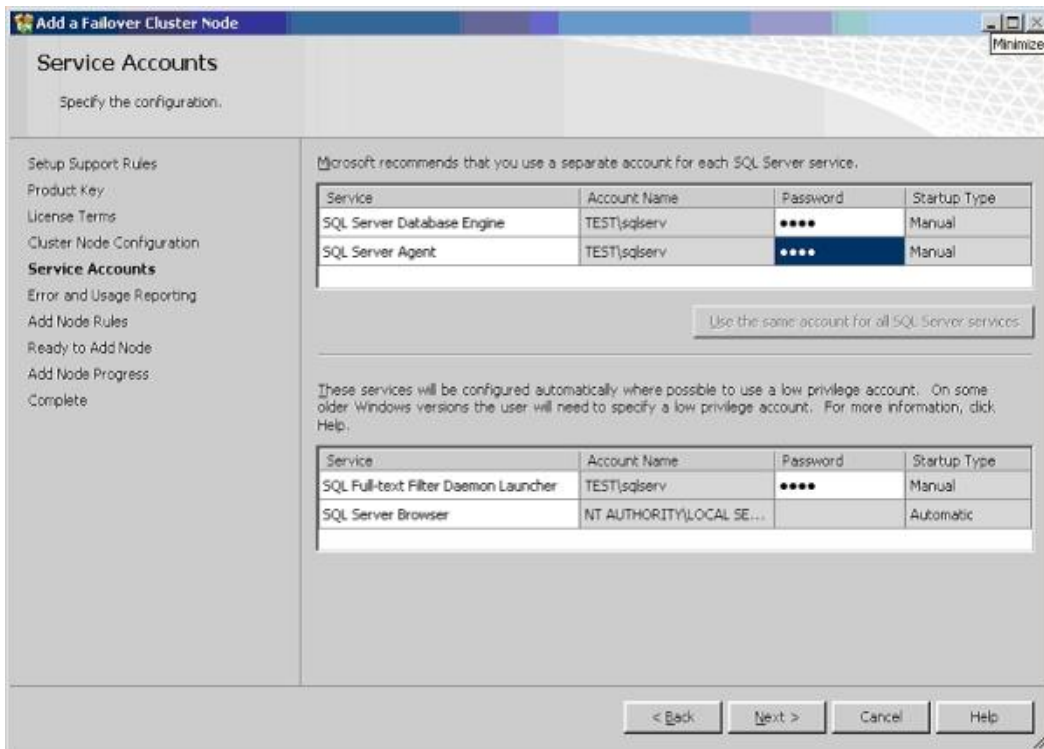 Add a Failover Cluster Node
Minimize
Service Accounts
Specify the configuration.
Setup Support Rules
Product Key
License Terms
Cluster Node Configuration
Service Accounts
Error and Usage Reporting
Add Node Rules
Ready to Add Node
Add Node Progress
Complete
Microsoft recommends that you use a separate account for each SQL Server service.
Service Account Name Password Startup Type
SQL Server Database Engine TEST\sqlserv ●●●● Manual
SQL Server Agent TEST\sqlserv ●●●● Manual
Use the same account for all SQL Server services
These services will be configured automatically where possible to use a low privilege account. On some
older Windows versions the user will need to specify a low privilege account. For more information, click
Help.
Service Account Name Password Startup Type
SQL Full-text Filter Daemon Launcher TEST\sqlserv ●●●● Manual
SQL Server Browser NT AUTHORITY\LOCAL SE... Automatic
< Back Next > Cancel Help